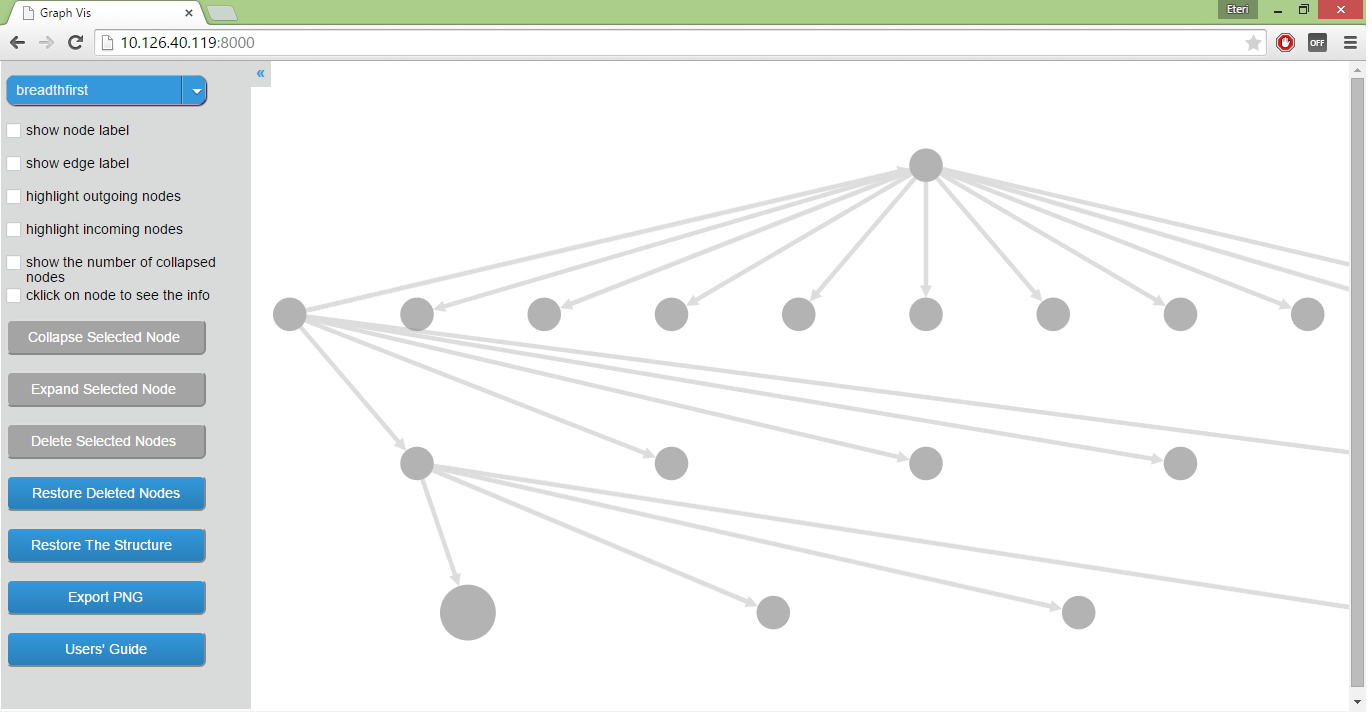 Graph Vis
Eteri
10.126.40.119:8000
OFF
«
breadthfirst
show node label
show edge label
highlight outgoing nodes
highlight incoming nodes
show the number of collapsed
nodes
cklick on node to see the info
Collapse Selected Node
Expand Selected Node
Delete Selected Nodes
Restore Deleted Nodes
Restore The Structure
Export PNG
Users' Guide